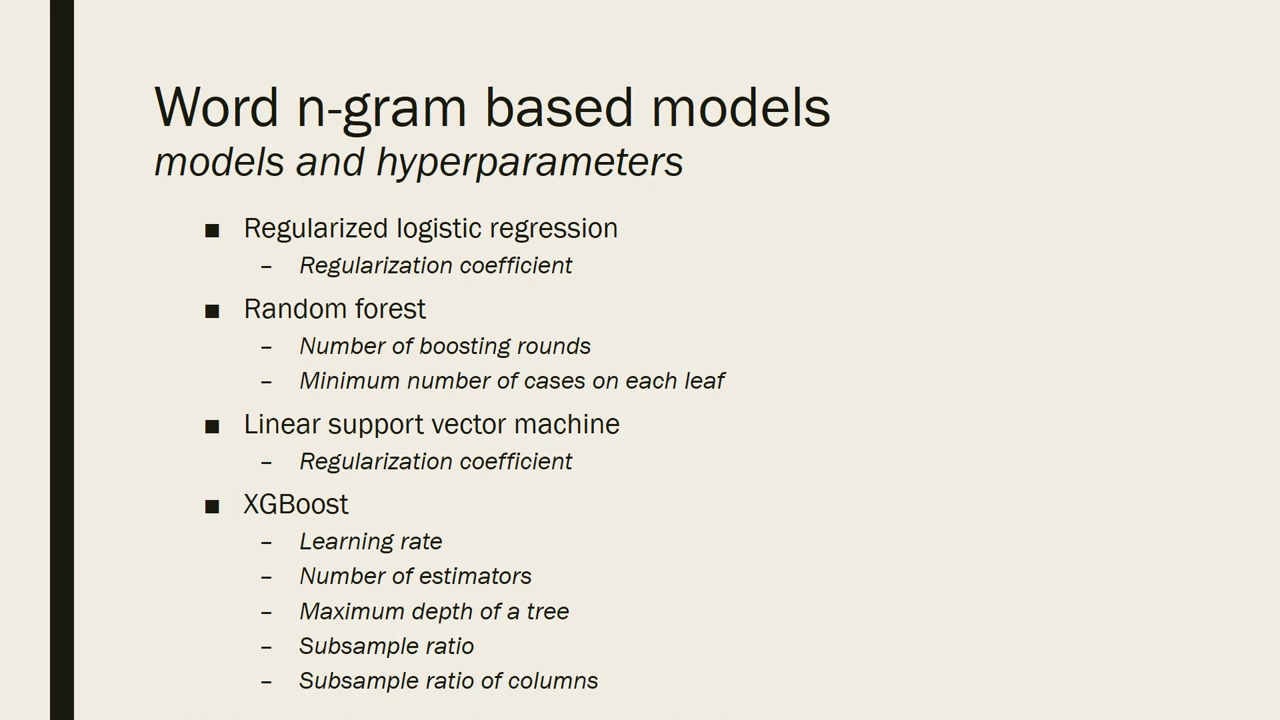 Word n-gram based models
models and hyperparameters
■ Regularized logistic regression
– Regularization coefficient
■ Random forest
– Number of boosting rounds
– Minimum number of cases on each leaf
■ Linear support vector machine
– Regularization coefficient
■ XGBoost
– Learning rate
– Number of estimators
– Maximum depth of a tree
– Subsample ratio
– Subsample ratio of columns